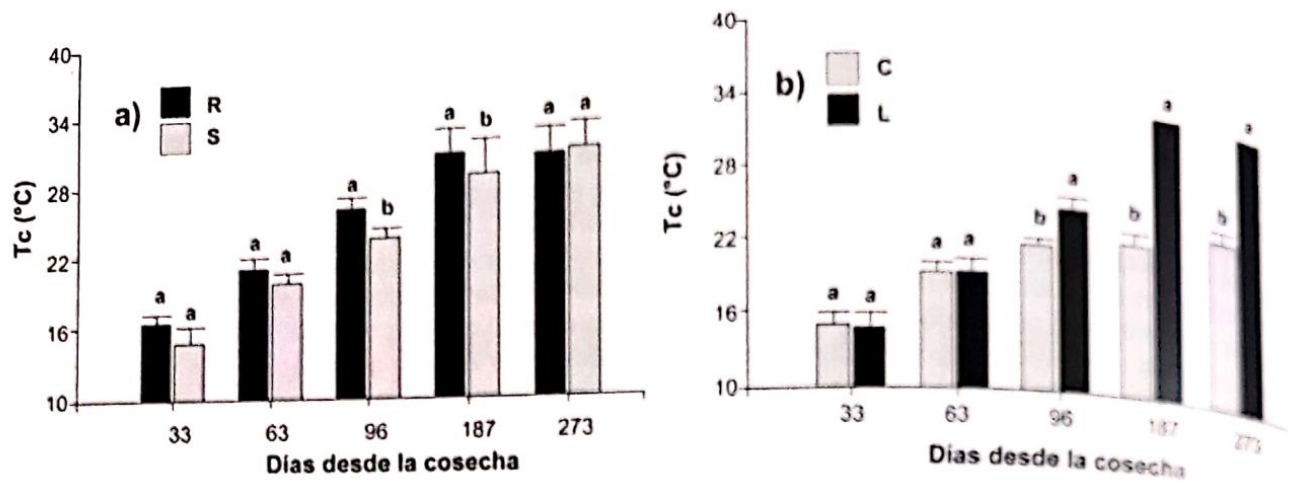 a)
R
S
Tc (°C)
40
34
28
22
16
10
a a
a a
a b
a b
a a
33 63 96 187 273
Días desde la cosecha
b)
C
L
Tc (°C)
40
34
28
22
16
10
a a
a a
b a
b a
b a
33 63 96 187 273
Días desde la cosecha